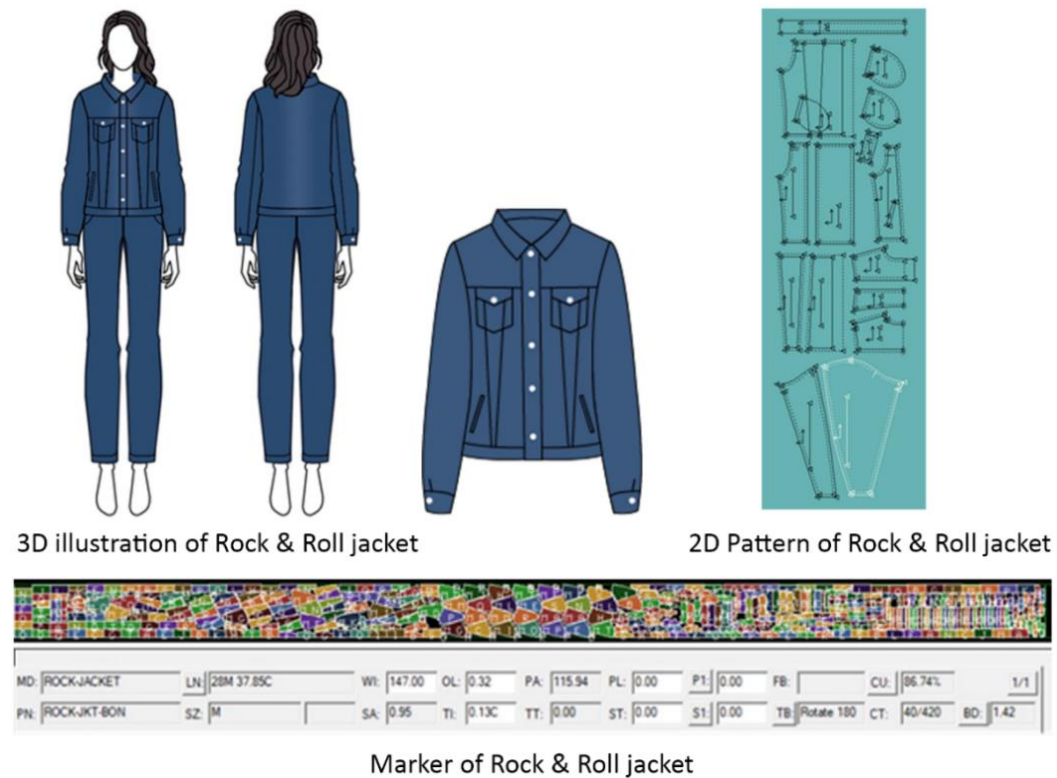 3D illustration of Rock & Roll jacket
2D Pattern of Rock & Roll jacket
MD: ROCK-JACKET LN: 28M 37.85C WI: 147.00 OL: 0.32 PA: 115.94 PL: 0.00 P1: 0.00 FB: CU: 86.74% 1/1
PN: ROCK-JKT-BON SZ: M SA: 0.95 TI: 0.13C TT: 0.00 ST: 0.00 S1: 0.00 TB: Rotate 180 CT: 40/420 BD: 1.42
Marker of Rock & Roll jacket